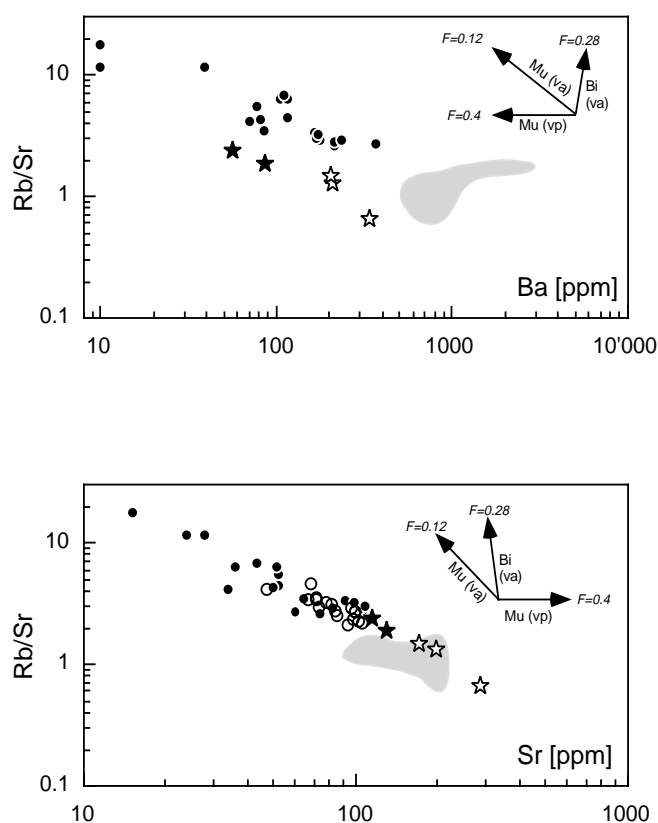 10
1
0.1
Rb/Sr
F=0.12
F=0.28
Mu (va)
Bi
(va)
F=0.4
Mu (vp)
Ba [ppm]
10
100
1000
10'000
10
1
0.1
Rb/Sr
F=0.12
F=0.28
Mu (va)
Bi
(va)
F=0.4
Mu (vp)
Sr [ppm]
10
100
1000